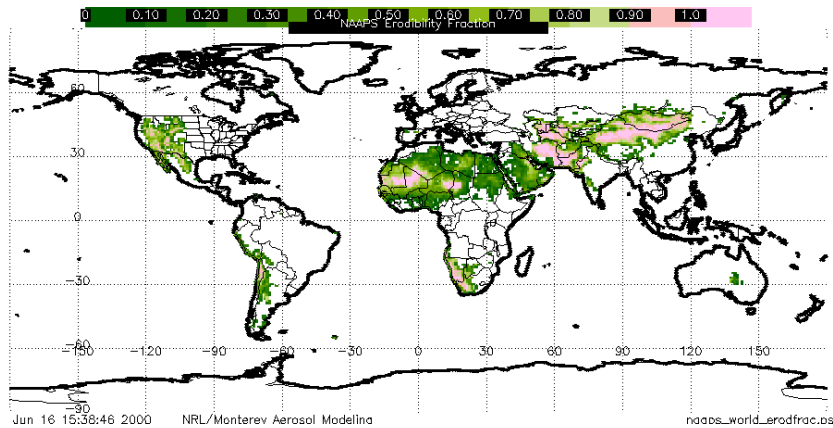 0 0.10 0.20 0.30 0.40 0.50 0.60 0.70 0.80 0.90 1.0
NAAPS Erodibility Fraction
60
30
0
-30
-60
-150 -120 -90 -60 -30 0 30 60 90 120 150
-90
Jun 16 15:38:46 2000 NRL/Monterey Aerosol Modeling naaps_world_erodfrac.ps